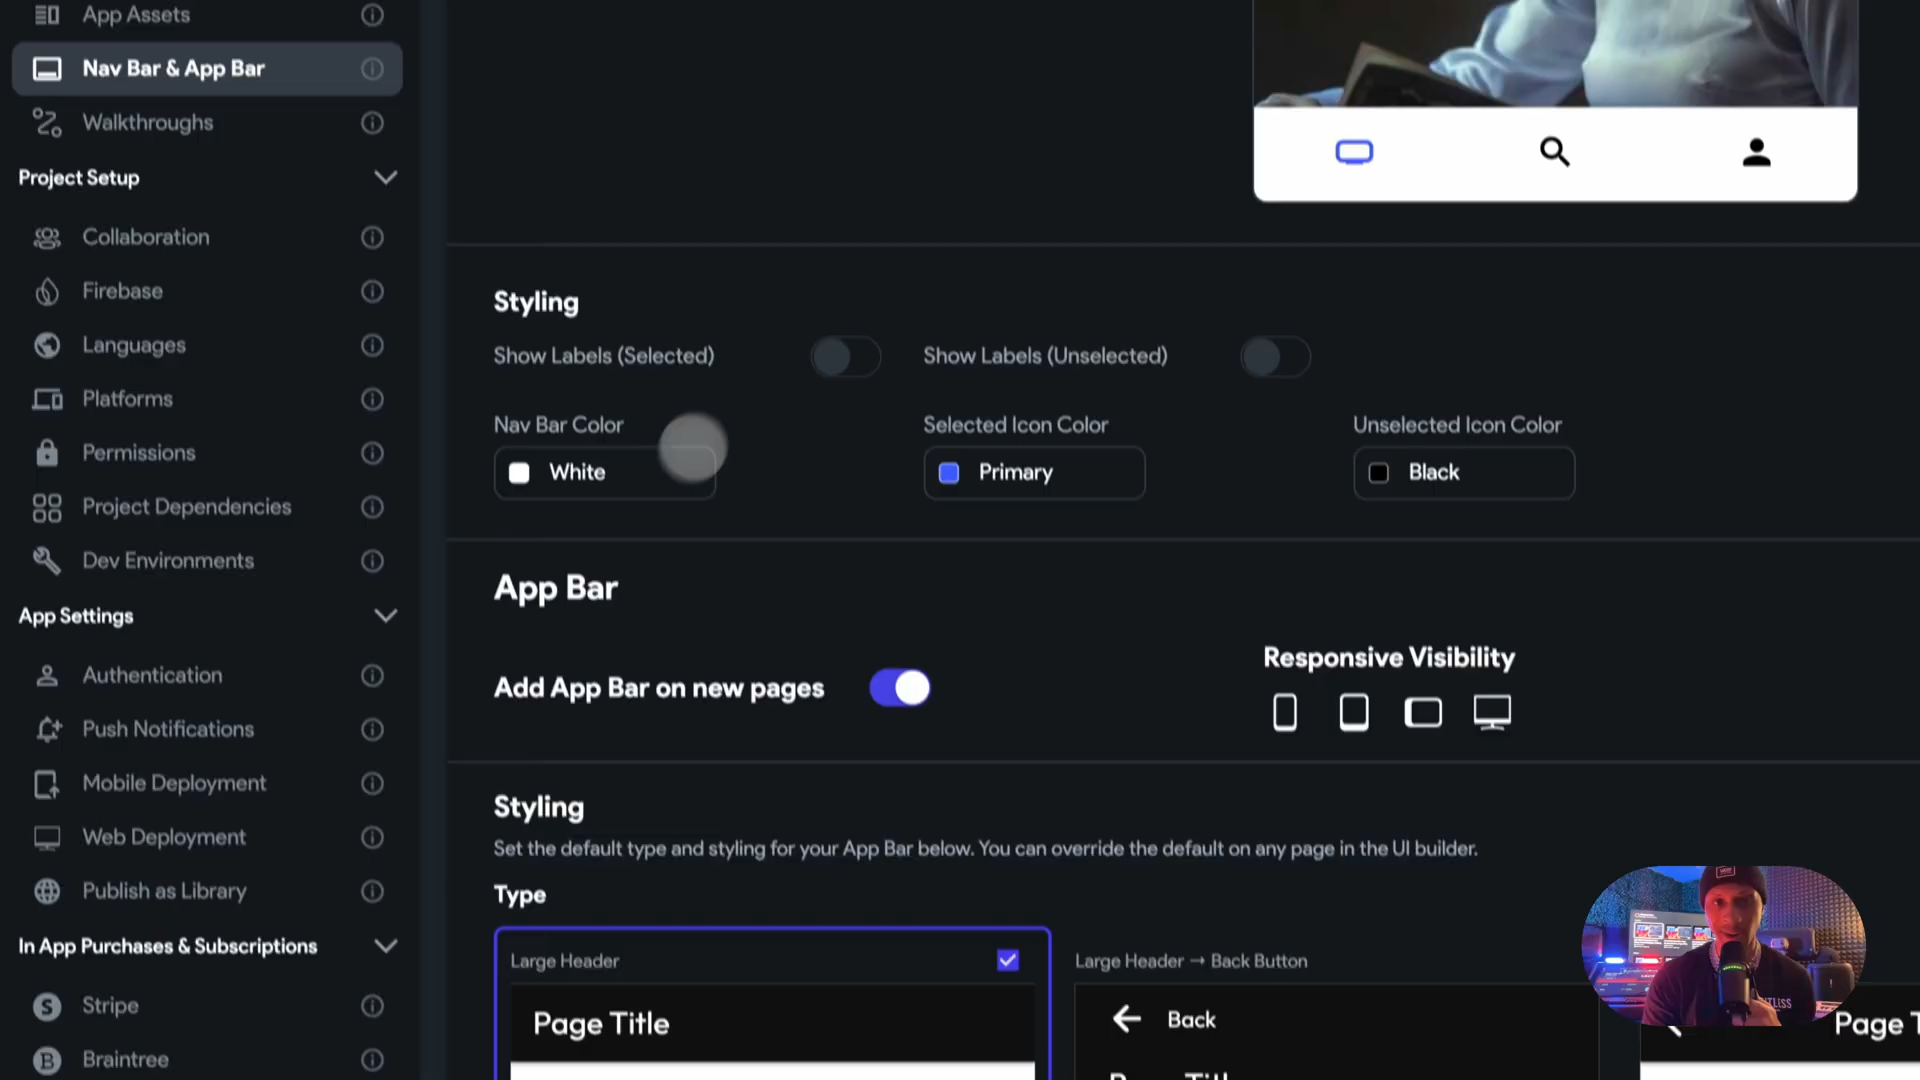 App Assets
Nav Bar & App Bar
Walkthroughs
Project Setup
Collaboration
Firebase
Languages
Platforms
Permissions
Project Dependencies
Dev Environments
App Settings
Authentication
Push Notifications
Mobile Deployment
Web Deployment
Publish as Library
In App Purchases & Subscriptions
Stripe
Braintree
Styling
Show Labels (Selected)
Show Labels (Unselected)
Nav Bar Color
Selected Icon Color
Unselected Icon Color
White
Primary
Black
App Bar
Add App Bar on new pages
Responsive Visibility
Styling
Set the default type and styling for your App Bar below. You can override the default on any page in the UI builder.
Type
Large Header
Page Title
Large Header → Back Button
Back
Page Title
Page T